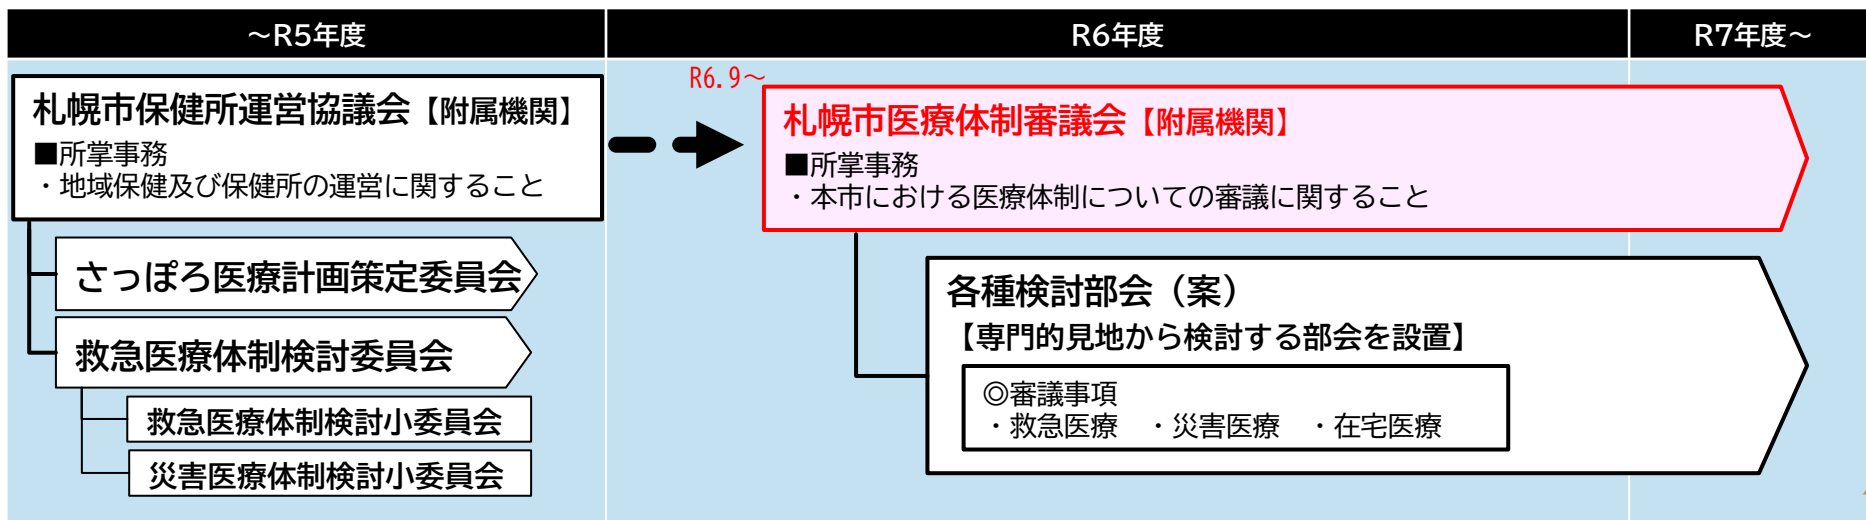 ～R5年度
R6年度
R7年度～
札幌市保健所運営協議会【附属機関】
■所掌事務
・地域保健及び保健所の運営に関すること
さっぽろ医療計画策定委員会
救急医療体制検討委員会
救急医療体制検討小委員会
災害医療体制検討小委員会
R6.9～
札幌市医療体制審議会【附属機関】
■所掌事務
・本市における医療体制についての審議に関すること
各種検討部会（案）
【専門的見地から検討する部会を設置】
◎審議事項
・救急医療　・災害医療　・在宅医療